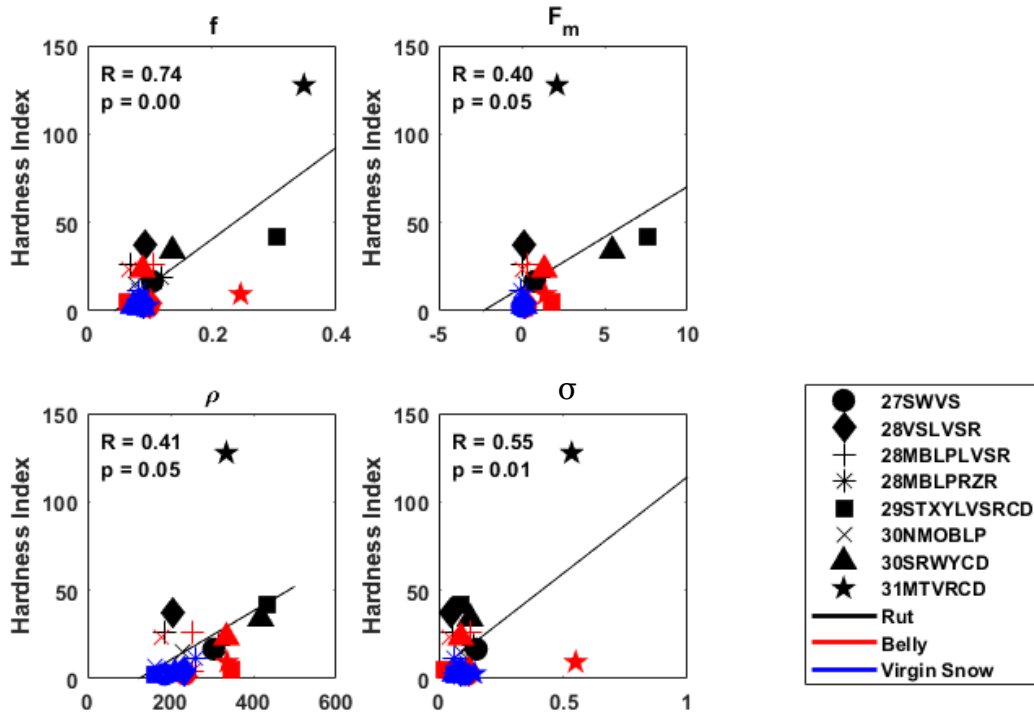 f
F_m
150
R = 0.74
p = 0.00
100
Hardness Index
50
0
0 0.2 0.4
150
R = 0.40
p = 0.05
100
Hardness Index
50
0
-5 0 5 10
ρ
σ
150
R = 0.41
p = 0.05
100
Hardness Index
50
0
0 200 400 600
150
R = 0.55
p = 0.01
100
Hardness Index
50
0
0 0.5 1
27SWVS
28VSLVSR
28MBLPLVSR
28MBLPRZR
29STXYLVSRCD
30NMOBLP
30SRWYCD
31MTVRCD
Rut
Belly
Virgin Snow